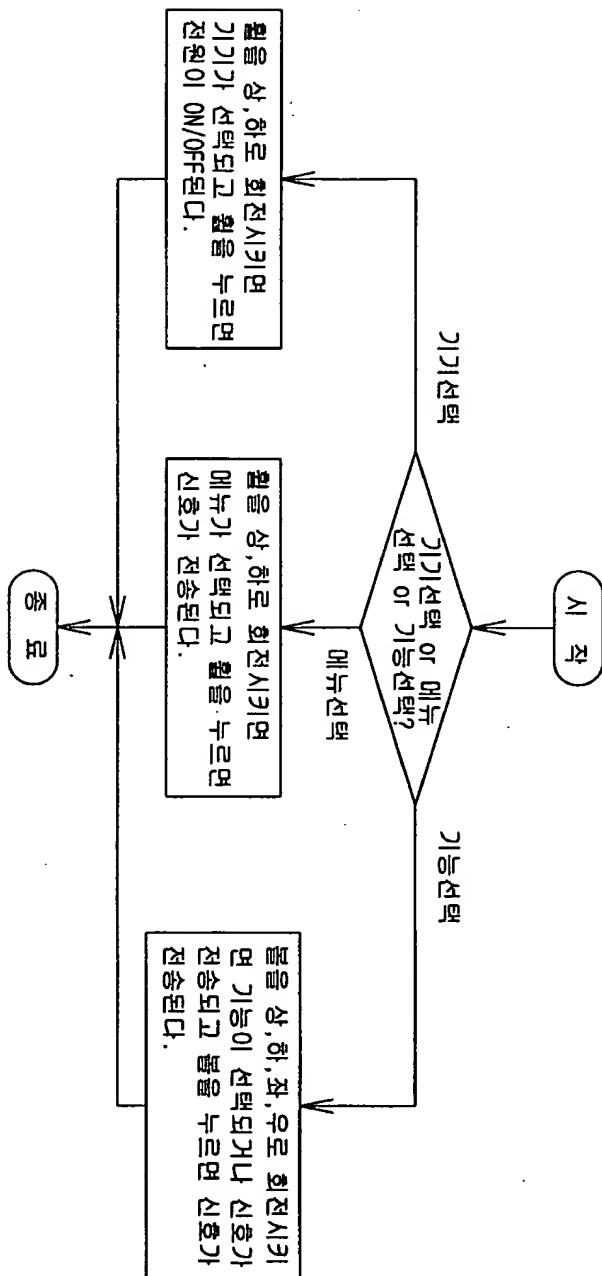 시 작
기기선택 or 메뉴
선택 or 기능선택?
기기선택
메뉴선택
기능선택
휠을 상,하로 회전시키면
기기가 선택되고 휠을 누르면
전원이 ON/OFF된다.
휠을 상,하로 회전시키면
메뉴가 선택되고 휠을 누르면
신호가 전송된다.
볼을 상,하,좌,우로 회전시키
면 기능이 선택되거나 신호가
전송되고 볼을 누르면 신호가
전송된다.
종 료